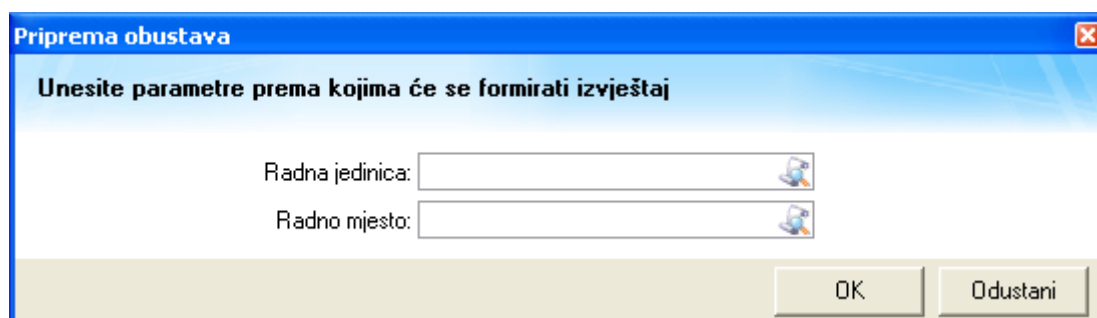 Priprema obustava
Unesite parametre prema kojima će se formirati izvještaj
Radna jedinica:
Radno mjesto:
OK Odustani